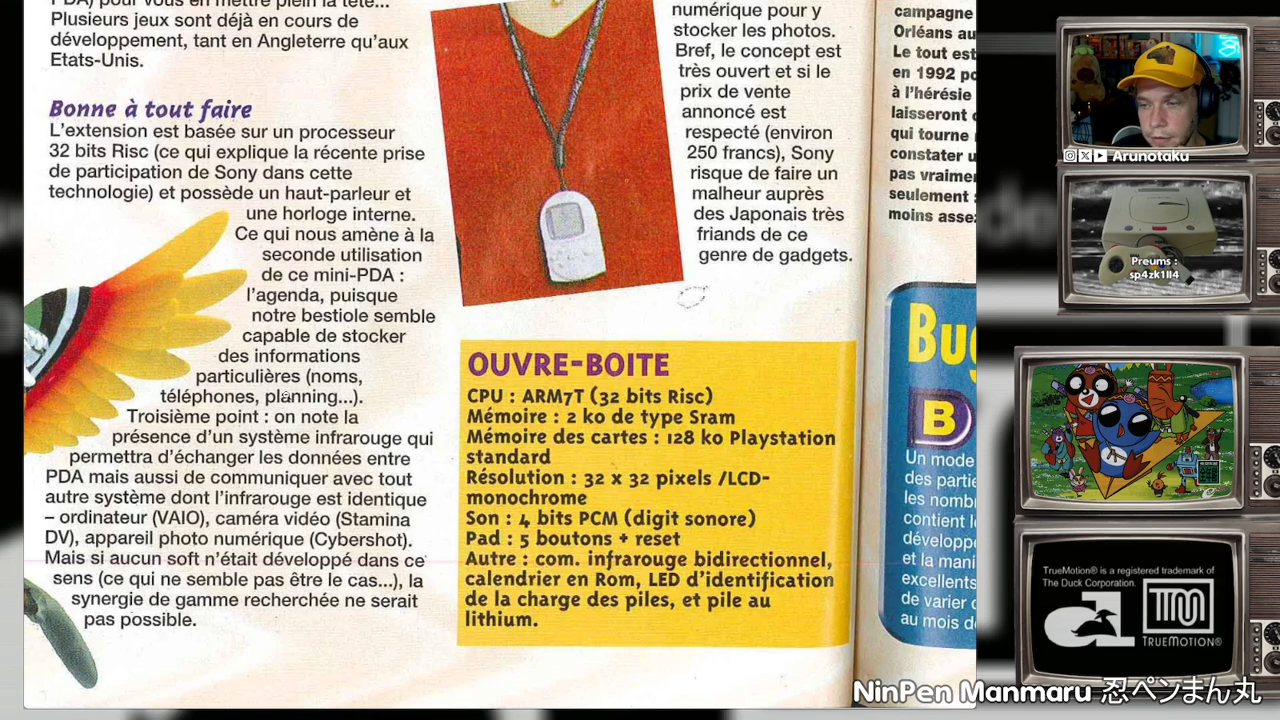 PDA) pour vous en mettre plein la tête...
Plusieurs jeux sont déjà en cours de
développement, tant en Angleterre qu'aux
Etats-Unis.
Bonne à tout faire
L'extension est basée sur un processeur
32 bits Risc (ce qui explique la récente prise
de participation de Sony dans cette
technologie) et possède un haut-parleur et
une horloge interne.
Ce qui nous amène à la
seconde utilisation
de ce mini-PDA :
l'agenda, puisque
notre bestiole semble
capable de stocker
des informations
particulières (noms,
téléphones, planning...).
Troisième point : on note la
présence d'un système infrarouge qui
permettra d'échanger les données entre
PDA mais aussi de communiquer avec tout
autre système dont l'infrarouge est identique
– ordinateur (VAIO), caméra vidéo (Stamina
DV), appareil photo numérique (Cybershot).
Mais si aucun soft n'était développé dans ce
sens (ce qui ne semble pas être le cas...), la
synergie de gamme recherchée ne serait
pas possible.
numérique pour y
stocker les photos.
Bref, le concept est
très ouvert et si le
prix de vente
annoncé est
respecté (environ
250 francs), Sony
risque de faire un
malheur auprès
des Japonais très
friands de ce
genre de gadgets.
OUVRE-BOITE
CPU : ARM7T (32 bits Risc)
Mémoire : 2 ko de type Sram
Mémoire des cartes : 128 ko Playstation
standard
Résolution : 32 x 32 pixels /LCD-
monochrome
Son : 4 bits PCM (digit sonore)
Pad : 5 boutons + reset
Autre : com. infrarouge bidirectionnel,
calendrier en Rom, LED d'identification
de la charge des piles, et pile au
lithium.
campagne
Orléans au
Le tout est
en 1992 po
à l'hérésie
laisseront
qui tourne
constater u
pas vraime
seulement :
moins asse
Bug
B
Un mode
des partie
les nomb
contient l
développe
et la mani
excellents
de varier
au mois d
Arunotaku
Preums :
sp4zk1ll4
TrueMotion® is a registered trademark of
The Duck Corporation.
TM
TRUEMOTION®
NinPen Manmaru 忍ペンまん丸